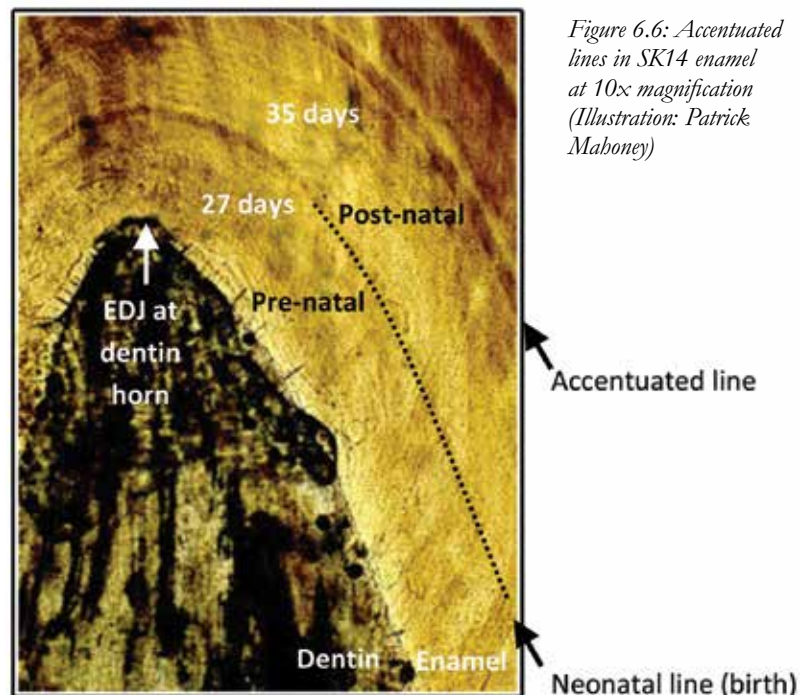 Figure 6.6: Accentuated
lines in SK14 enamel
at 10x magnification
(Illustration: Patrick
Mahoney)
35 days
27 days
Post-natal
Pre-natal
EDJ at
dentin
horn
Accentuated line
Dentin
Enamel
Neonatal line (birth)